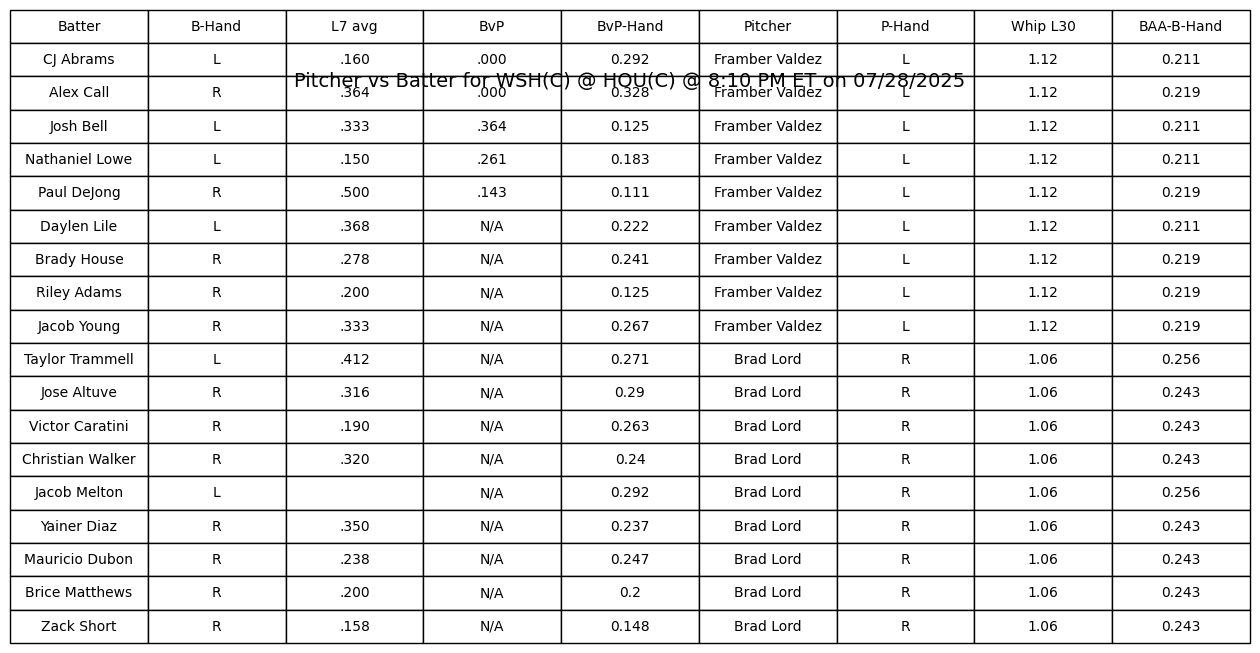 Batter B-Hand L7 avg BvP BvP-Hand Pitcher P-Hand Whip L30 BAA-B-Hand
CJ Abrams L .160 .000 0.292 Framber Valdez L 1.12 0.211
Pitcher vs Batter for WSH(C) @ HOU(C) @ 8:10 PM ET on 07/28/2025
Alex Call R .364 .000 0.328 Framber Valdez L 1.12 0.219
Josh Bell L .333 .364 0.125 Framber Valdez L 1.12 0.211
Nathaniel Lowe L .150 .261 0.183 Framber Valdez L 1.12 0.211
Paul DeJong R .500 .143 0.111 Framber Valdez L 1.12 0.219
Daylen Lile L .368 N/A 0.222 Framber Valdez L 1.12 0.211
Brady House R .278 N/A 0.241 Framber Valdez L 1.12 0.219
Riley Adams R .200 N/A 0.125 Framber Valdez L 1.12 0.219
Jacob Young R .333 N/A 0.267 Framber Valdez L 1.12 0.219
Taylor Trammell L .412 N/A 0.271 Brad Lord R 1.06 0.256
Jose Altuve R .316 N/A 0.29 Brad Lord R 1.06 0.243
Victor Caratini R .190 N/A 0.263 Brad Lord R 1.06 0.243
Christian Walker R .320 N/A 0.24 Brad Lord R 1.06 0.243
Jacob Melton L N/A 0.292 Brad Lord R 1.06 0.256
Yainer Diaz R .350 N/A 0.237 Brad Lord R 1.06 0.243
Mauricio Dubon R .238 N/A 0.247 Brad Lord R 1.06 0.243
Brice Matthews R .200 N/A 0.2 Brad Lord R 1.06 0.243
Zack Short R .158 N/A 0.148 Brad Lord R 1.06 0.243